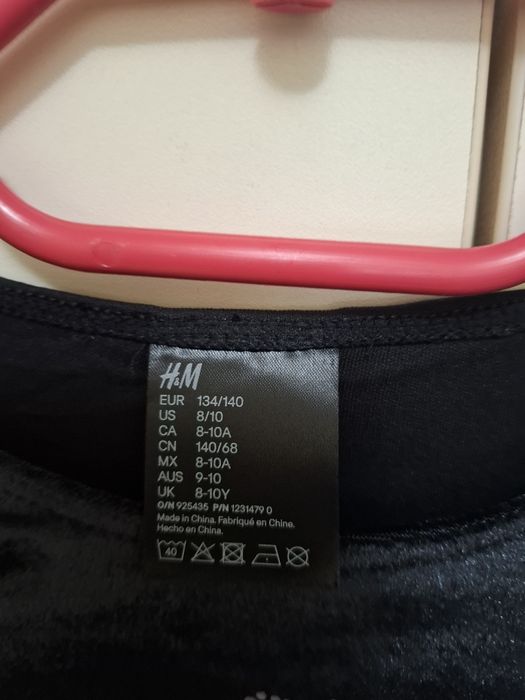 H&M
EUR 134/140
US 8/10
CA 8-10A
CN 140/68
MX 8-10A
AUS 9-10
UK 8-10Y
O/N 925435 P/N 1231479 0
Made in China. Fabriqué en Chine.
Hecho en China.
40